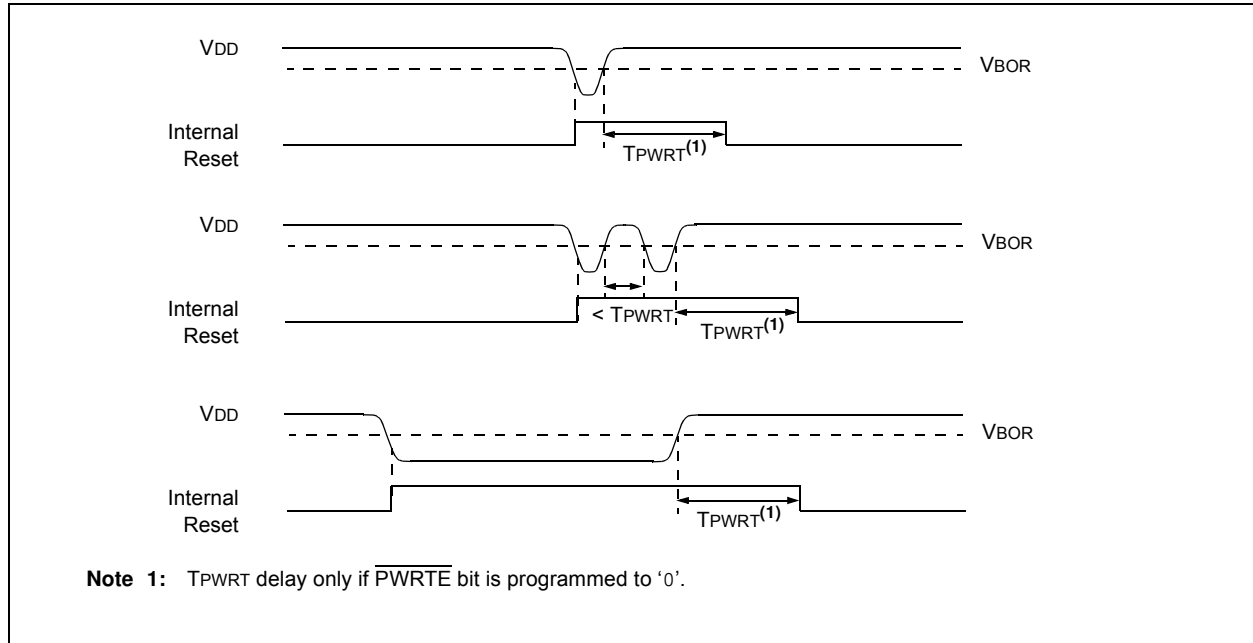 VDD
VBOR
Internal
Reset
TPWRT(1)
VDD
VBOR
Internal
Reset
< TPWRT
TPWRT(1)
VDD
VBOR
Internal
Reset
TPWRT(1)
Note 1: TPWRT delay only if PWRTE bit is programmed to ‘0’.